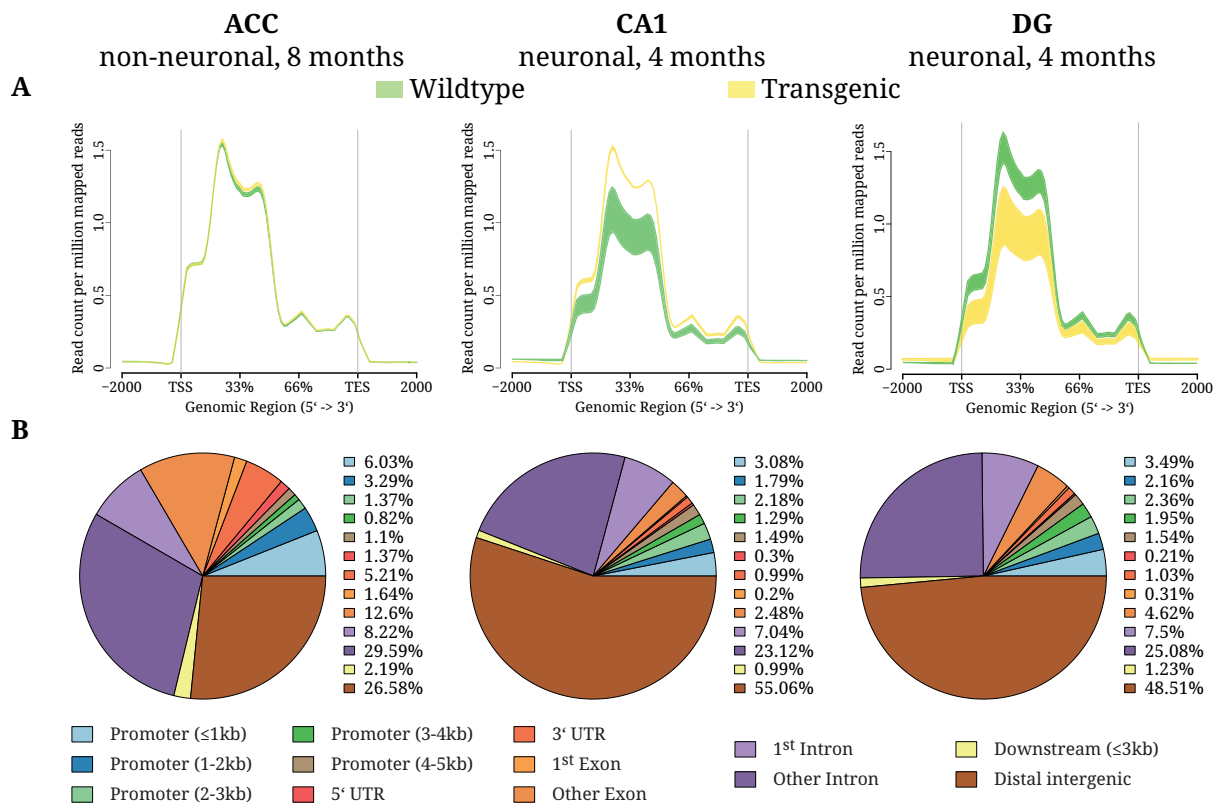 ACC
non-neuronal, 8 months
CA1
neuronal, 4 months
DG
neuronal, 4 months
A
Wildtype
Transgenic
Read count per million mapped reads
0
0.5
1.0
1.5
−2000
TSS
33%
66%
TES
2000
Genomic Region (5‘ -> 3‘)
Read count per million mapped reads
0
0.5
1.0
1.5
−2000
TSS
33%
66%
TES
2000
Genomic Region (5‘ -> 3‘)
Read count per million mapped reads
0
0.5
1.0
1.5
−2000
TSS
33%
66%
TES
2000
Genomic Region (5‘ -> 3‘)
B
6.03%
3.29%
1.37%
0.82%
1.1%
1.37%
5.21%
1.64%
12.6%
8.22%
29.59%
2.19%
26.58%
3.08%
1.79%
2.18%
1.29%
1.49%
0.3%
0.99%
0.2%
2.48%
7.04%
23.12%
0.99%
55.06%
3.49%
2.16%
2.36%
1.95%
1.54%
0.21%
1.03%
0.31%
4.62%
7.5%
25.08%
1.23%
48.51%
Promoter (≤1kb)
Promoter (1-2kb)
Promoter (2-3kb)
Promoter (3-4kb)
Promoter (4-5kb)
5‘ UTR
3‘ UTR
1st Exon
Other Exon
1st Intron
Other Intron
Downstream (≤3kb)
Distal intergenic